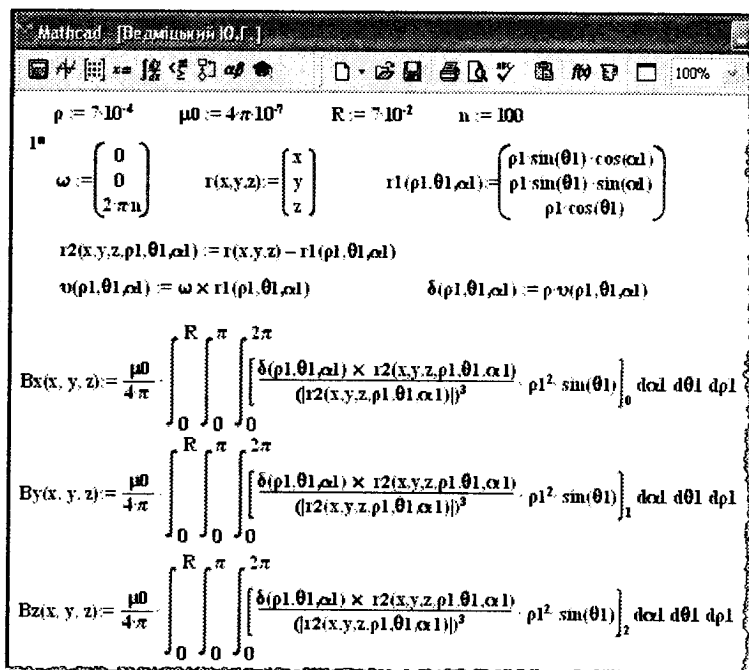 Mathcad - [Ведміцький Ю.Г.]
100%
ρ := 7·10⁻⁴ μ0 := 4·π·10⁻⁷ R := 7·10⁻² n := 100
1"
ω := (0 0 2·π·n) r(x,y,z) := (x y z) r1(ρ1,θ1,α1) := (ρ1·sin(θ1)·cos(α1) ρ1·sin(θ1)·sin(α1) ρ1·cos(θ1))
r2(x,y,z,ρ1,θ1,α1) := r(x,y,z) − r1(ρ1,θ1,α1)
υ(ρ1,θ1,α1) := ω × r1(ρ1,θ1,α1) δ(ρ1,θ1,α1) := ρ·υ(ρ1,θ1,α1)
Bx(x, y, z) := μ0/(4·π) · ∫₀ᴿ ∫₀^π ∫₀^2π [ δ(ρ1,θ1,α1) × r2(x,y,z,ρ1,θ1,α1) / (|r2(x,y,z,ρ1,θ1,α1)|)³ · ρ1² · sin(θ1) ]₀ dα1 dθ1 dρ1
By(x, y, z) := μ0/(4·π) · ∫₀ᴿ ∫₀^π ∫₀^2π [ δ(ρ1,θ1,α1) × r2(x,y,z,ρ1,θ1,α1) / (|r2(x,y,z,ρ1,θ1,α1)|)³ · ρ1² · sin(θ1) ]₁ dα1 dθ1 dρ1
Bz(x, y, z) := μ0/(4·π) · ∫₀ᴿ ∫₀^π ∫₀^2π [ δ(ρ1,θ1,α1) × r2(x,y,z,ρ1,θ1,α1) / (|r2(x,y,z,ρ1,θ1,α1)|)³ · ρ1² · sin(θ1) ]₂ dα1 dθ1 dρ1